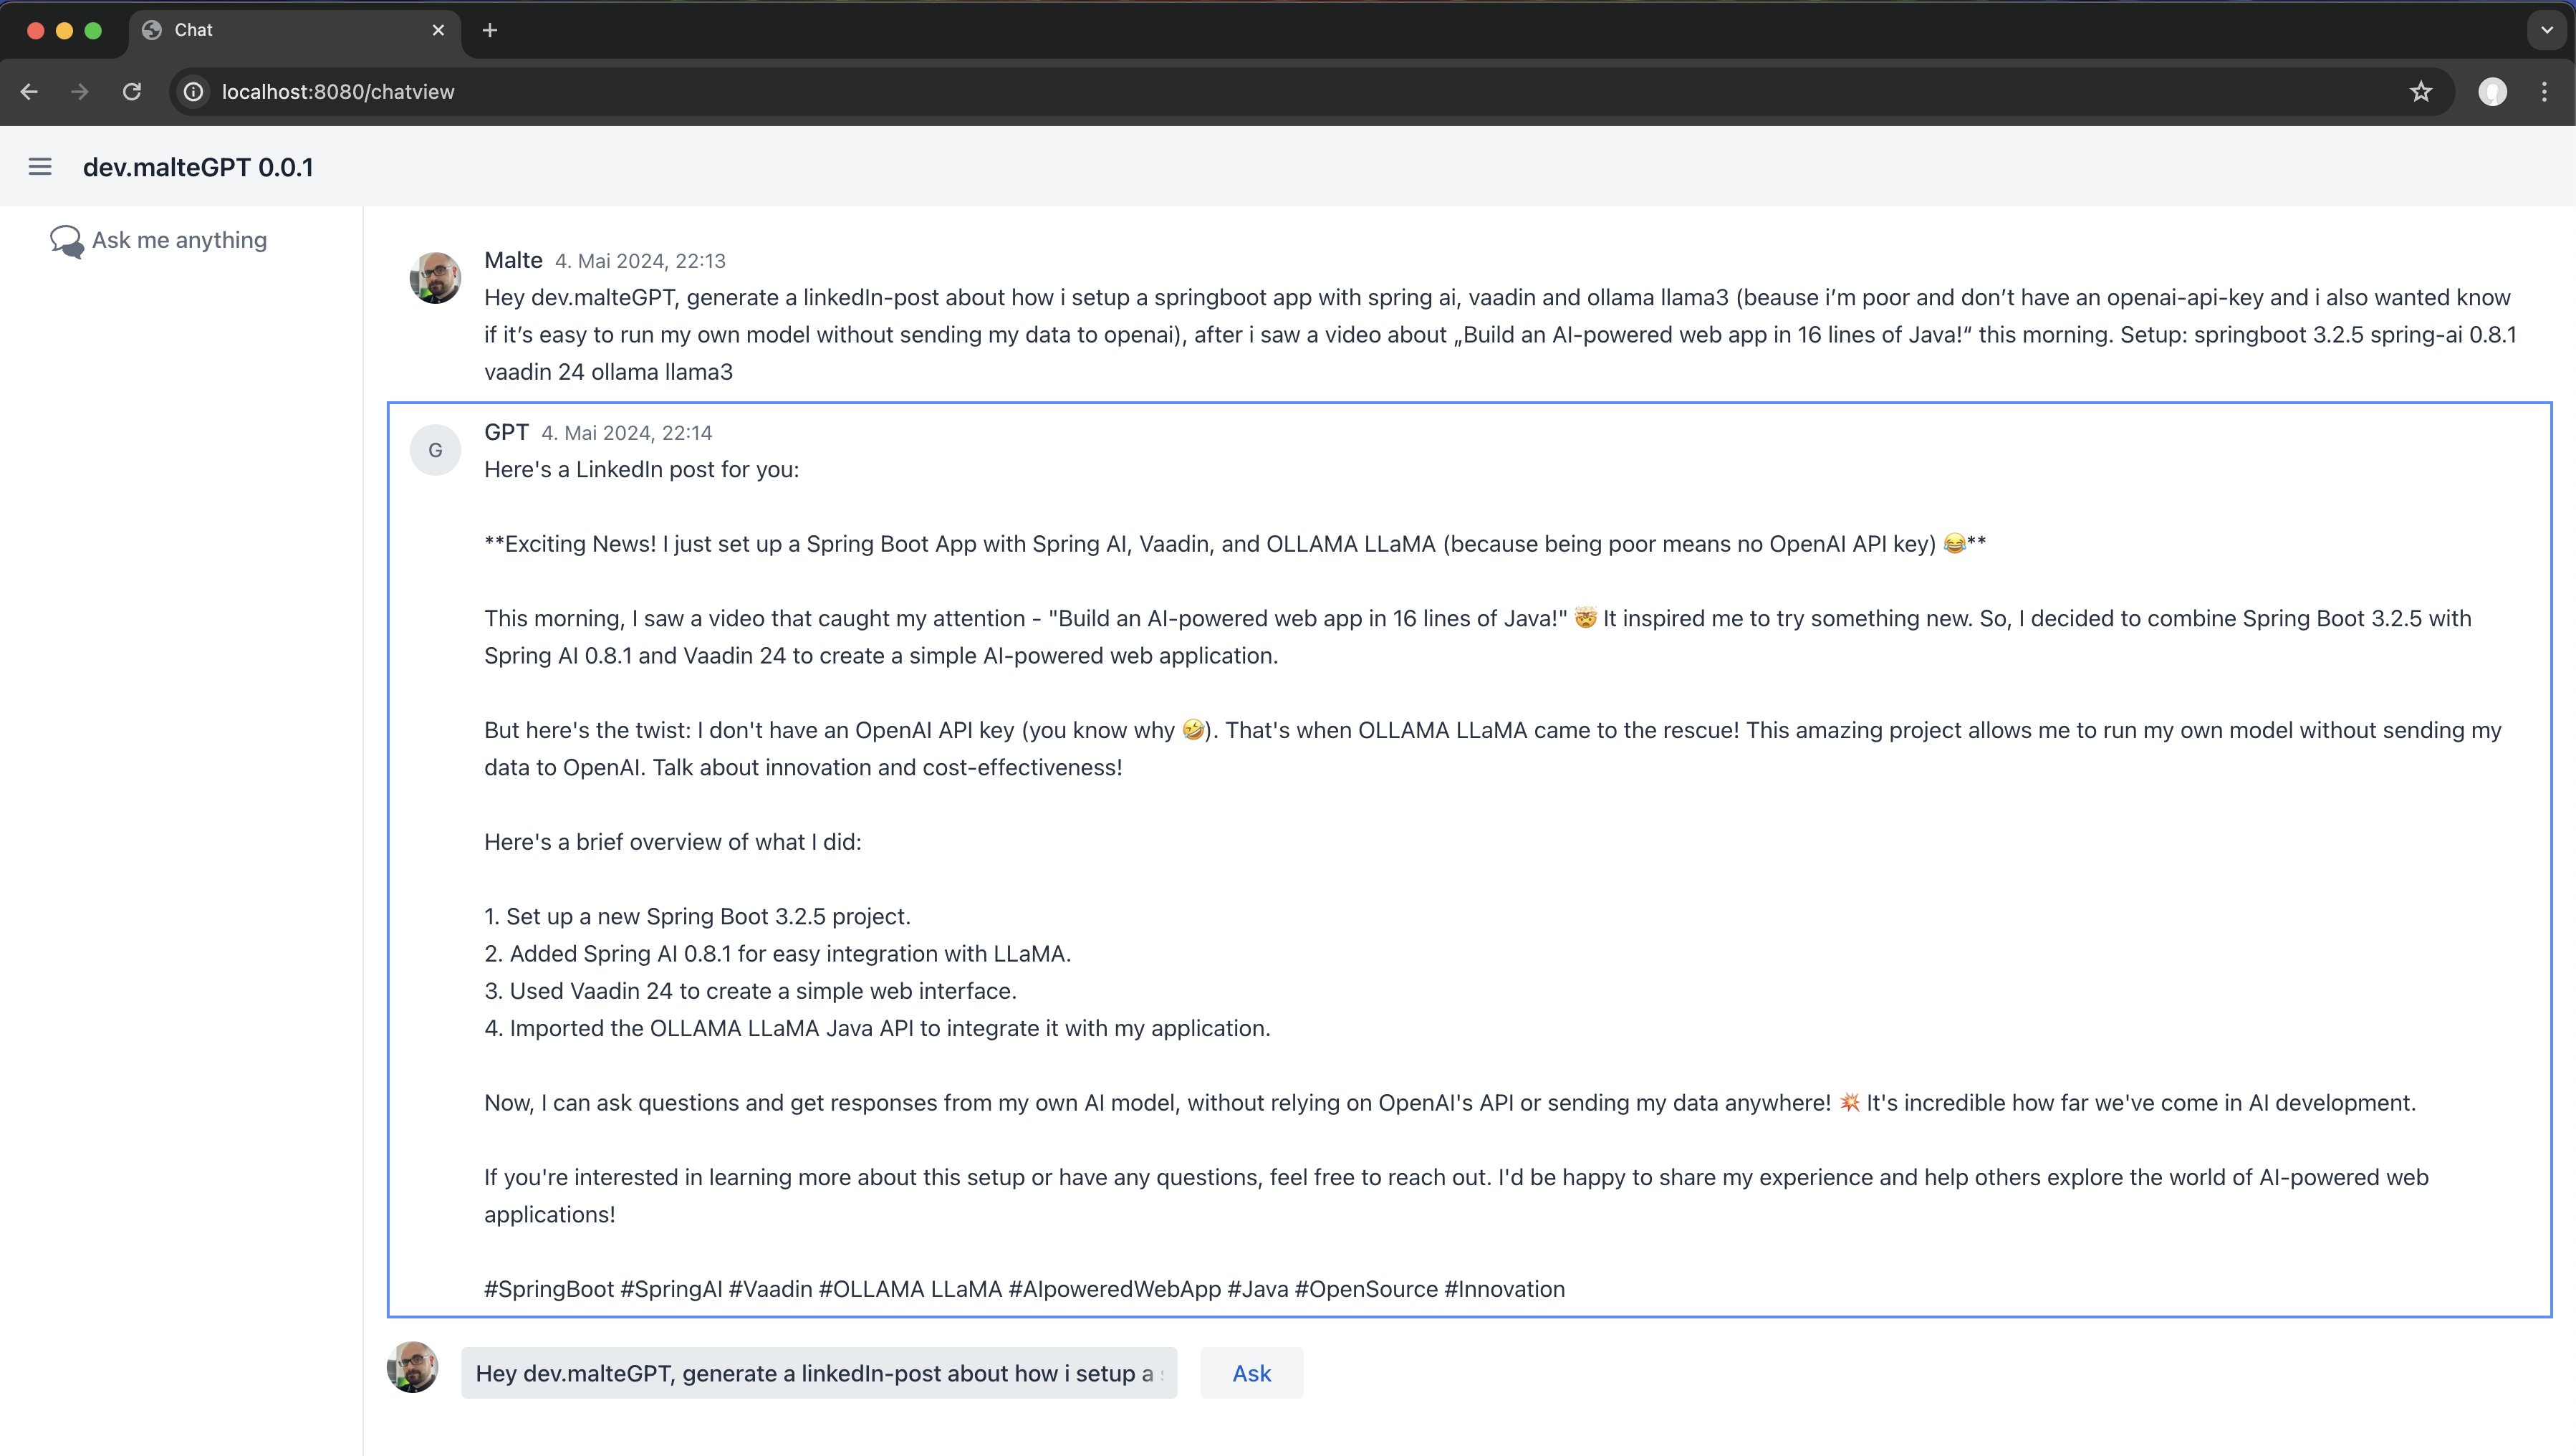 Chat
localhost:8080/chatview
dev.malteGPT 0.0.1
Ask me anything
Malte 4. Mai 2024, 22:13
Hey dev.malteGPT, generate a linkedIn-post about how i setup a springboot app with spring ai, vaadin and ollama llama3 (beause i’m poor and don’t have an openai-api-key and i also wanted know
if it’s easy to run my own model without sending my data to openai), after i saw a video about „Build an AI-powered web app in 16 lines of Java!“ this morning. Setup: springboot 3.2.5 spring-ai 0.8.1
vaadin 24 ollama llama3
G
GPT 4. Mai 2024, 22:14
Here's a LinkedIn post for you:
**Exciting News! I just set up a Spring Boot App with Spring AI, Vaadin, and OLLAMA LLaMA (because being poor means no OpenAI API key) 😂**
This morning, I saw a video that caught my attention - "Build an AI-powered web app in 16 lines of Java!" 🤯 It inspired me to try something new. So, I decided to combine Spring Boot 3.2.5 with
Spring AI 0.8.1 and Vaadin 24 to create a simple AI-powered web application.
But here's the twist: I don't have an OpenAI API key (you know why 🤣). That's when OLLAMA LLaMA came to the rescue! This amazing project allows me to run my own model without sending my
data to OpenAI. Talk about innovation and cost-effectiveness!
Here's a brief overview of what I did:
1. Set up a new Spring Boot 3.2.5 project.
2. Added Spring AI 0.8.1 for easy integration with LLaMA.
3. Used Vaadin 24 to create a simple web interface.
4. Imported the OLLAMA LLaMA Java API to integrate it with my application.
Now, I can ask questions and get responses from my own AI model, without relying on OpenAI's API or sending my data anywhere! 💥 It's incredible how far we've come in AI development.
If you're interested in learning more about this setup or have any questions, feel free to reach out. I'd be happy to share my experience and help others explore the world of AI-powered web
applications!
#SpringBoot #SpringAI #Vaadin #OLLAMA LLaMA #AIpoweredWebApp #Java #OpenSource #Innovation
Hey dev.malteGPT, generate a linkedIn-post about how i setup a
Ask